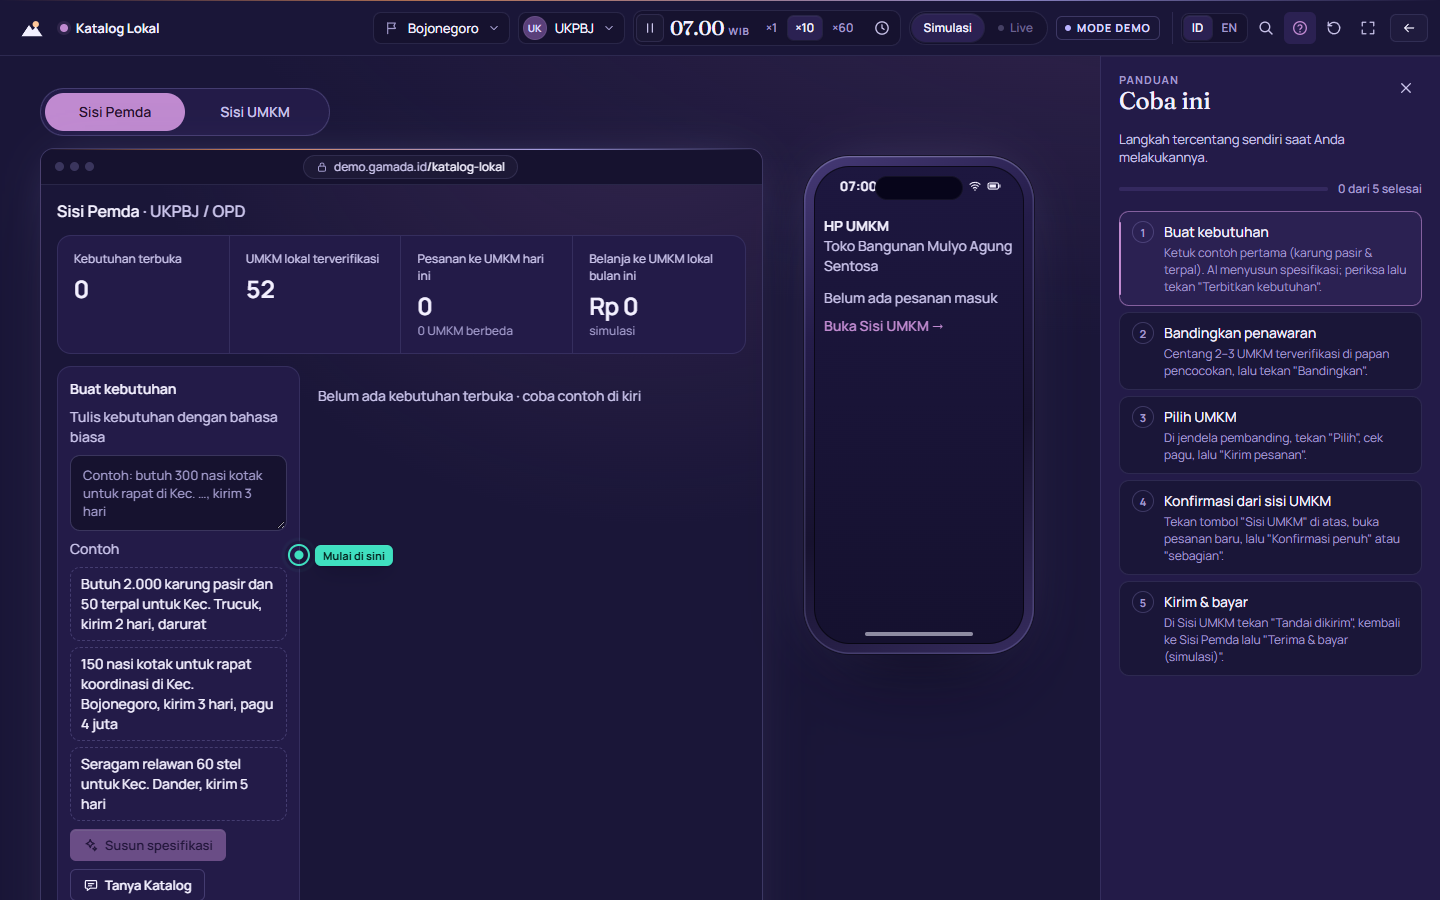 Katalog Lokal
Bojonegoro
UK UKPBJ
07.00 WIB
×1 ×10 ×60
Simulasi Live
MODE DEMO
ID EN
Sisi Pemda Sisi UMKM
demo.gamada.id/katalog-lokal
Sisi Pemda · UKPBJ / OPD
Kebutuhan terbuka
0
UMKM lokal terverifikasi
52
Pesanan ke UMKM hari
ini
0
0 UMKM berbeda
Belanja ke UMKM lokal
bulan ini
Rp 0
simulasi
Buat kebutuhan
Tulis kebutuhan dengan bahasa
biasa
Contoh: butuh 300 nasi kotak
untuk rapat di Kec. ..., kirim 3
hari
Contoh
Mulai di sini
Butuh 2.000 karung pasir dan
50 terpal untuk Kec. Trucuk,
kirim 2 hari, darurat
150 nasi kotak untuk rapat
koordinasi di Kec.
Bojonegoro, kirim 3 hari, pagu
4 juta
Seragam relawan 60 stel
untuk Kec. Dander, kirim 5
hari
Susun spesifikasi
Tanya Katalog
Belum ada kebutuhan terbuka · coba contoh di kiri
07:00
HP UMKM
Toko Bangunan Mulyo Agung
Sentosa
Belum ada pesanan masuk
Buka Sisi UMKM →
PANDUAN
Coba ini
Langkah tercentang sendiri saat Anda
melakukannya.
0 dari 5 selesai
1 Buat kebutuhan
Ketuk contoh pertama (karung pasir &
terpal). AI menyusun spesifikasi; periksa lalu
tekan "Terbitkan kebutuhan".
2 Bandingkan penawaran
Centang 2–3 UMKM terverifikasi di papan
pencocokan, lalu tekan "Bandingkan".
3 Pilih UMKM
Di jendela pembanding, tekan "Pilih", cek
pagu, lalu "Kirim pesanan".
4 Konfirmasi dari sisi UMKM
Tekan tombol "Sisi UMKM" di atas, buka
pesanan baru, lalu "Konfirmasi penuh" atau
"sebagian".
5 Kirim & bayar
Di Sisi UMKM tekan "Tandai dikirim", kembali
ke Sisi Pemda lalu "Terima & bayar
(simulasi)".